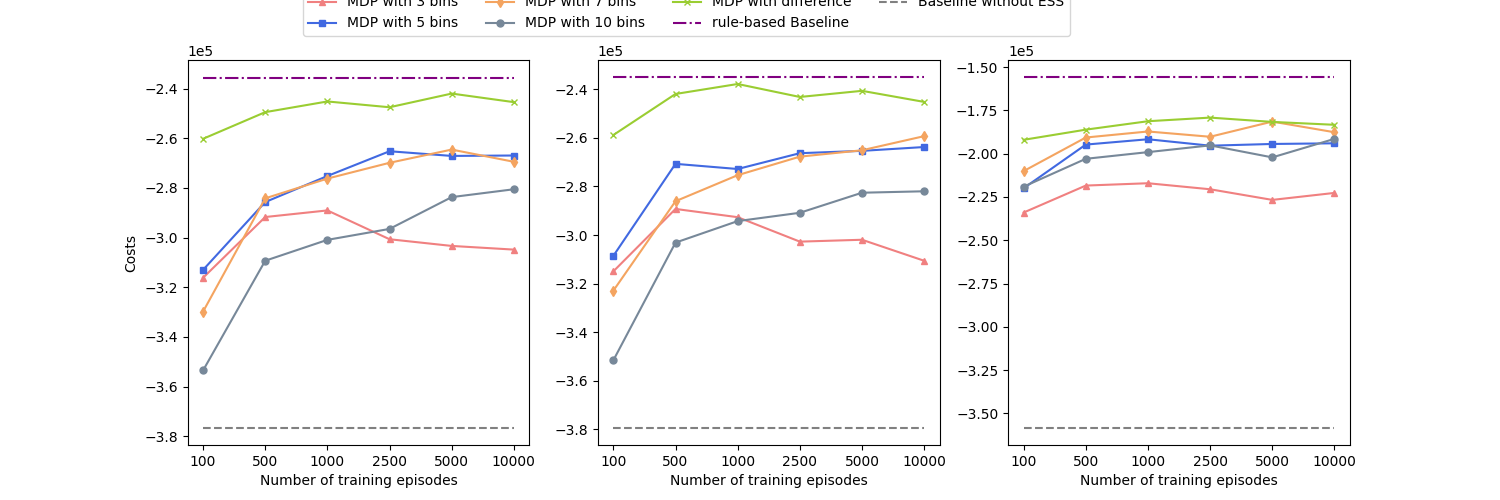 MDP with 3 bins MDP with 7 bins MDP with difference Baseline without ESS
MDP with 5 bins MDP with 10 bins rule-based Baseline
1e5 1e5 1e5
−2.4
−2.6
−2.8
−3.0
−3.2
−3.4
−3.6
−3.8
Costs
100 500 1000 2500 5000 10000
Number of training episodes
−2.4
−2.6
−2.8
−3.0
−3.2
−3.4
−3.6
−3.8
100 500 1000 2500 5000 10000
Number of training episodes
−1.50
−1.75
−2.00
−2.25
−2.50
−2.75
−3.00
−3.25
−3.50
100 500 1000 2500 5000 10000
Number of training episodes